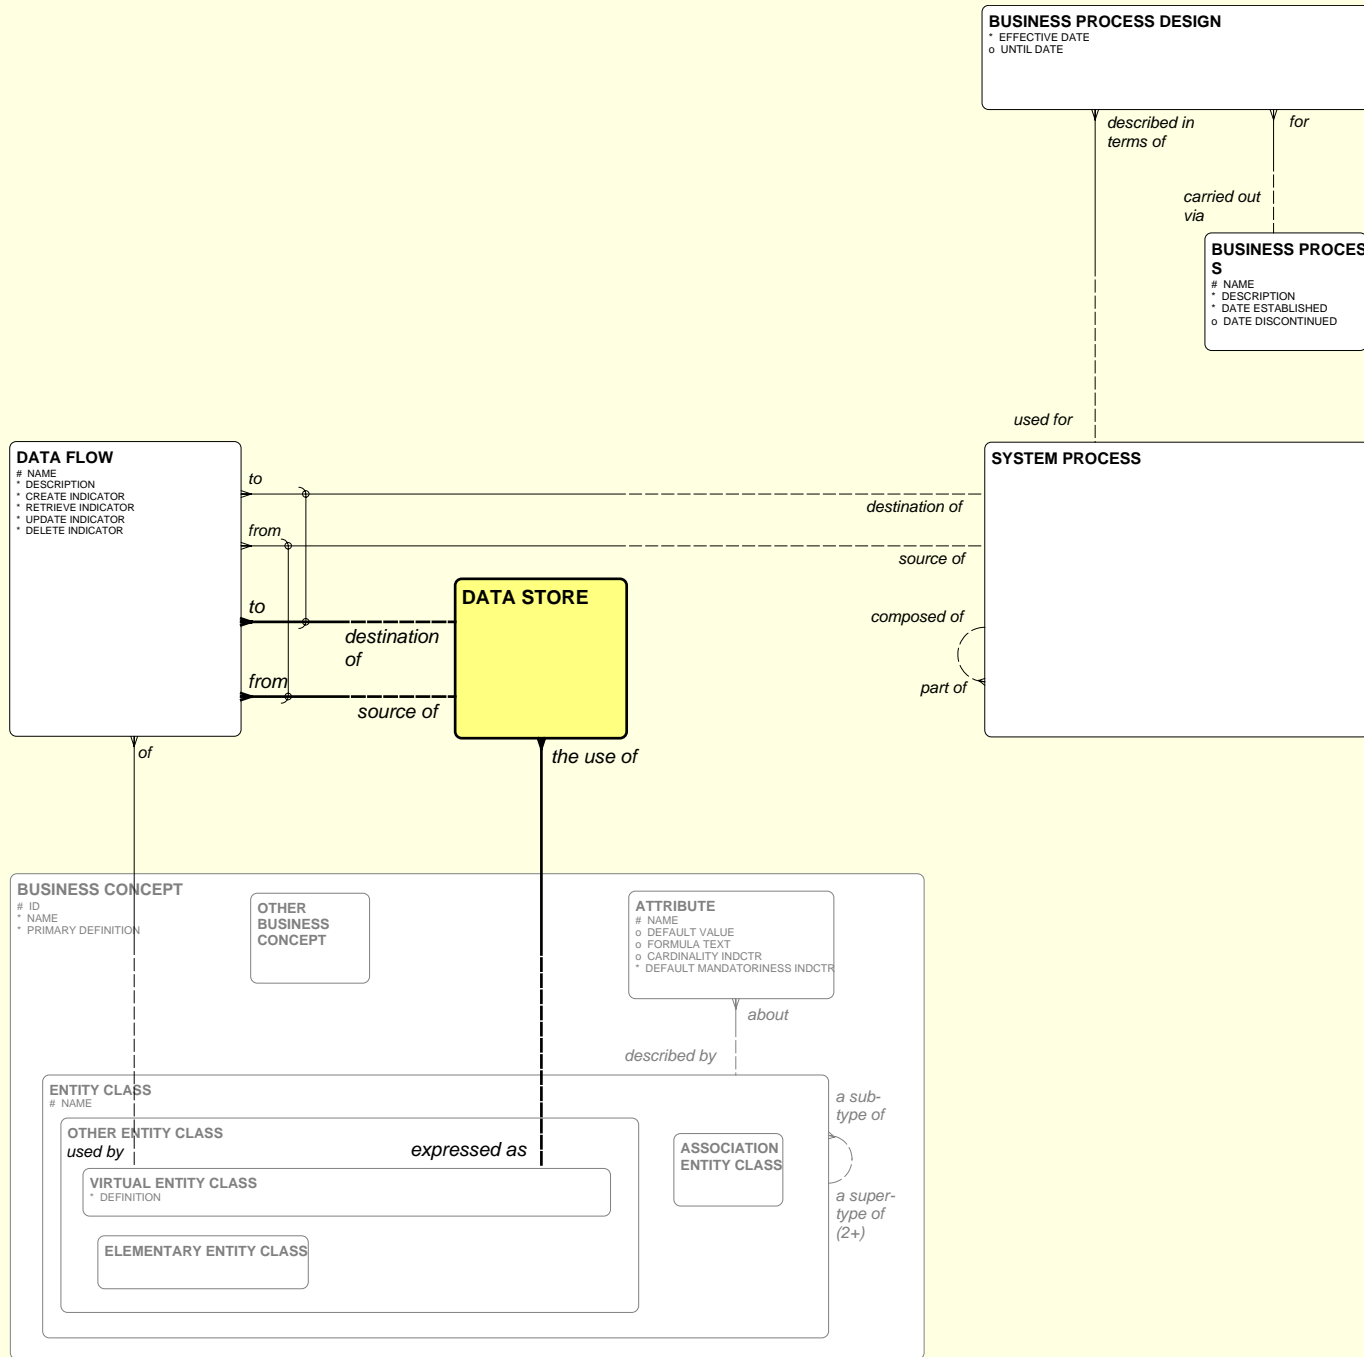 BUSINESS PROCESS DESIGN
* EFFECTIVE DATE
o UNTIL DATE
described in
terms of
for
carried out
via
BUSINESS PROCES
S
# NAME
* DESCRIPTION
* DATE ESTABLISHED
o DATE DISCONTINUED
used for
DATA FLOW
# NAME
* DESCRIPTION
* CREATE INDICATOR
* RETRIEVE INDICATOR
* UPDATE INDICATOR
* DELETE INDICATOR
SYSTEM PROCESS
to
destination of
from
source of
DATA STORE
to
destination
of
from
source of
composed of
part of
of
the use of
BUSINESS CONCEPT
# ID
* NAME
* PRIMARY DEFINITION
OTHER
BUSINESS
CONCEPT
ATTRIBUTE
# NAME
o DEFAULT VALUE
o FORMULA TEXT
o CARDINALITY INDCTR
* DEFAULT MANDATORINESS INDCTR
about
described by
ENTITY CLASS
# NAME
a sub-
type of
OTHER ENTITY CLASS
used by
expressed as
ASSOCIATION
ENTITY CLASS
VIRTUAL ENTITY CLASS
* DEFINITION
a super-
type of
(2+)
ELEMENTARY ENTITY CLASS